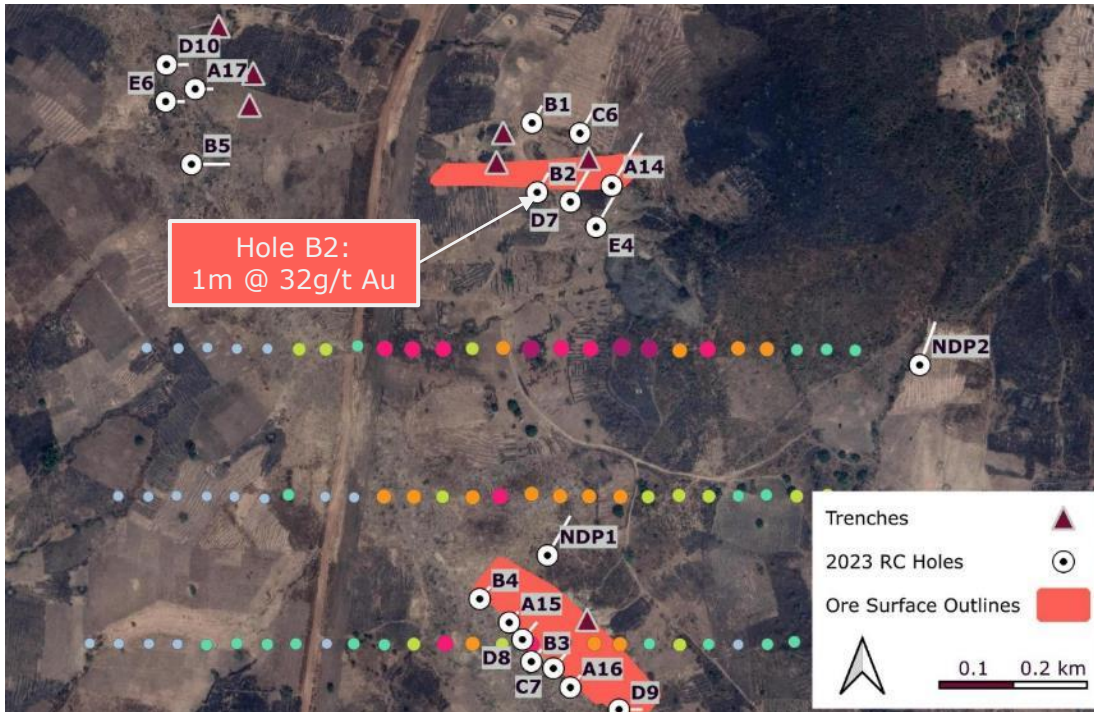 D10
A17
E6
B5
B1
C6
A14
B2
D7
E4
Hole B2:
1m @ 32g/t Au
NDP2
NDP1
B4
A15
B3
D8
C7
A16
D9
Trenches
2023 RC Holes
Ore Surface Outlines
0.1 0.2 km